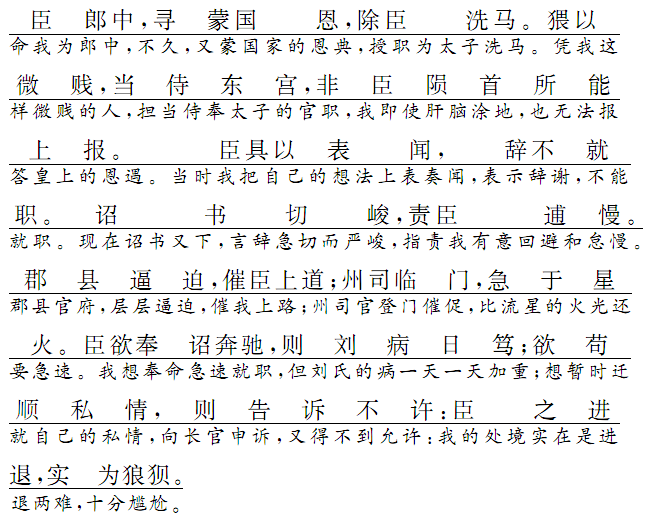 臣 郎中,寻 蒙国 恩,除臣 洗马。猥以
命我为郎中,不久,又蒙国家的恩典,授职为太子洗马。凭我这
微 贱,当 侍 东 宫,非 臣 陨 首 所 能
样微贱的人,担当侍奉太子的官职,我即使肝脑涂地,也无法报
上 报。 臣具以 表 闻, 辞不 就
答皇上的恩遇。当时我把自己的想法上表奏闻,表示辞谢,不能
职。 诏 书 切 峻,责臣 逋 慢。
就职。现在诏书又下,言辞急切而严峻,指责我有意回避和怠慢。
郡 县 逼 迫,催臣上道;州司临 门,急 于 星
郡县官府,层层逼迫,催我上路;州司官登门催促,比流星的火光还
火。臣欲奉 诏奔驰,则 刘 病 日 笃;欲 苟
要急速。我想奉命急速就职,但刘氏的病一天一天加重;想暂时迁
顺 私 情, 则 告 诉 不 许:臣 之 进
就自己的私情,向长官申诉,又得不到允许:我的处境实在是进
退,实 为狼狈。
退两难,十分尴尬。